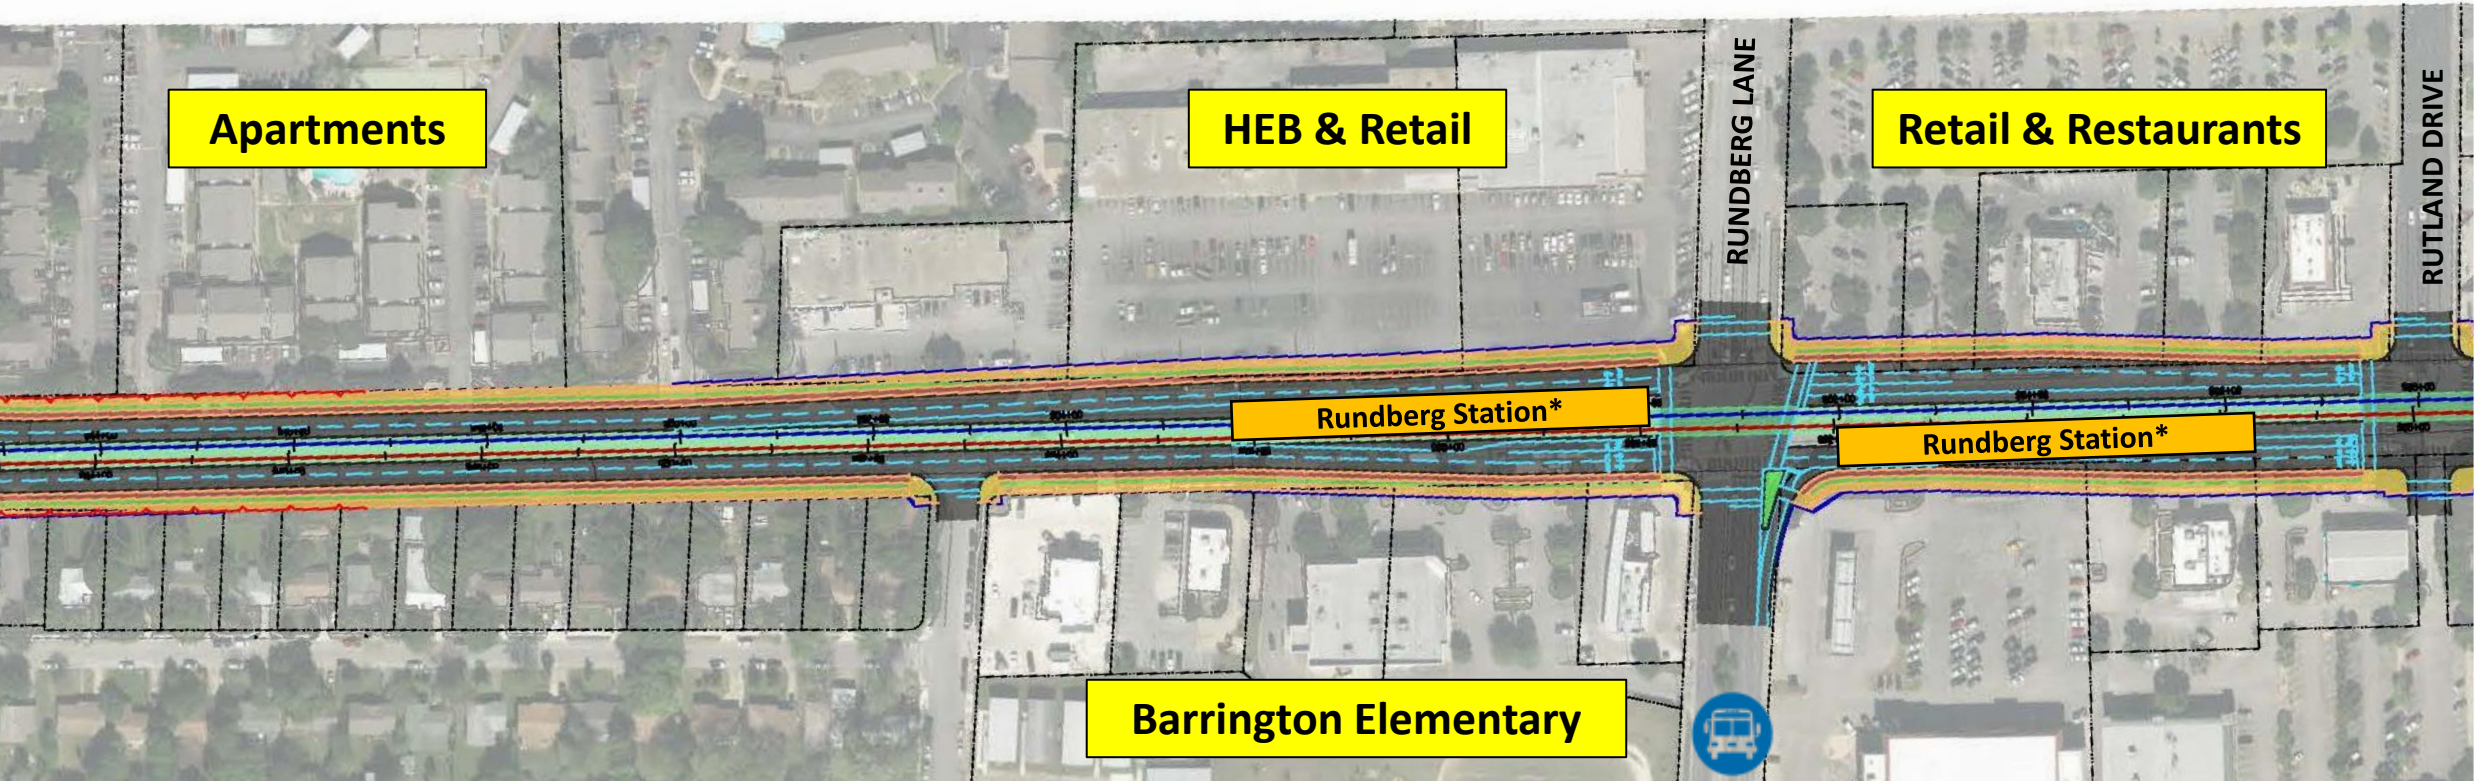 Apartments
HEB & Retail
RUNDBERG LANE
Retail & Restaurants
RUTLAND DRIVE
Rundberg Station*
Rundberg Station*
Barrington Elementary